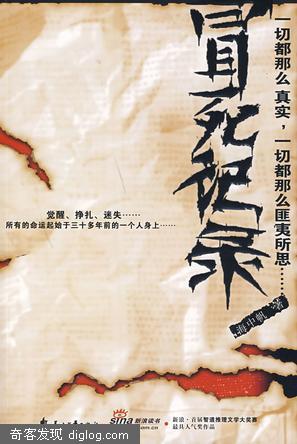 冒死记录
一切都那么真实，一切都那么匪夷所思……
觉醒、挣扎、迷失……
所有的命运起始于三十多年前的一个人身上……
海中帆 著
sina 新浪读书
.com.cn
新浪·首届智道推理文学大奖赛
最具人气奖作品
奇客发现 diglog.com